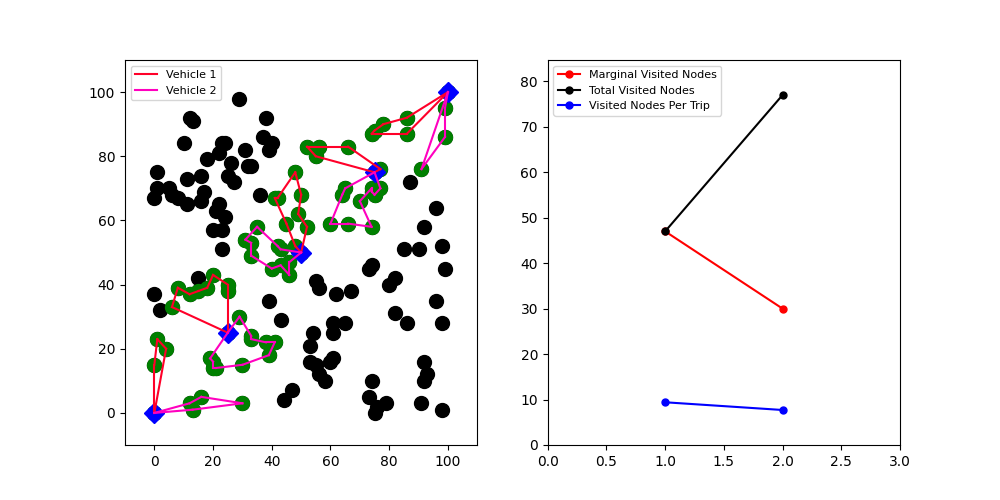 Vehicle 1
Vehicle 2
100
80
60
40
20
0
0 20 40 60 80 100
Marginal Visited Nodes
Total Visited Nodes
Visited Nodes Per Trip
80
70
60
50
40
30
20
10
0
0.0 0.5 1.0 1.5 2.0 2.5 3.0